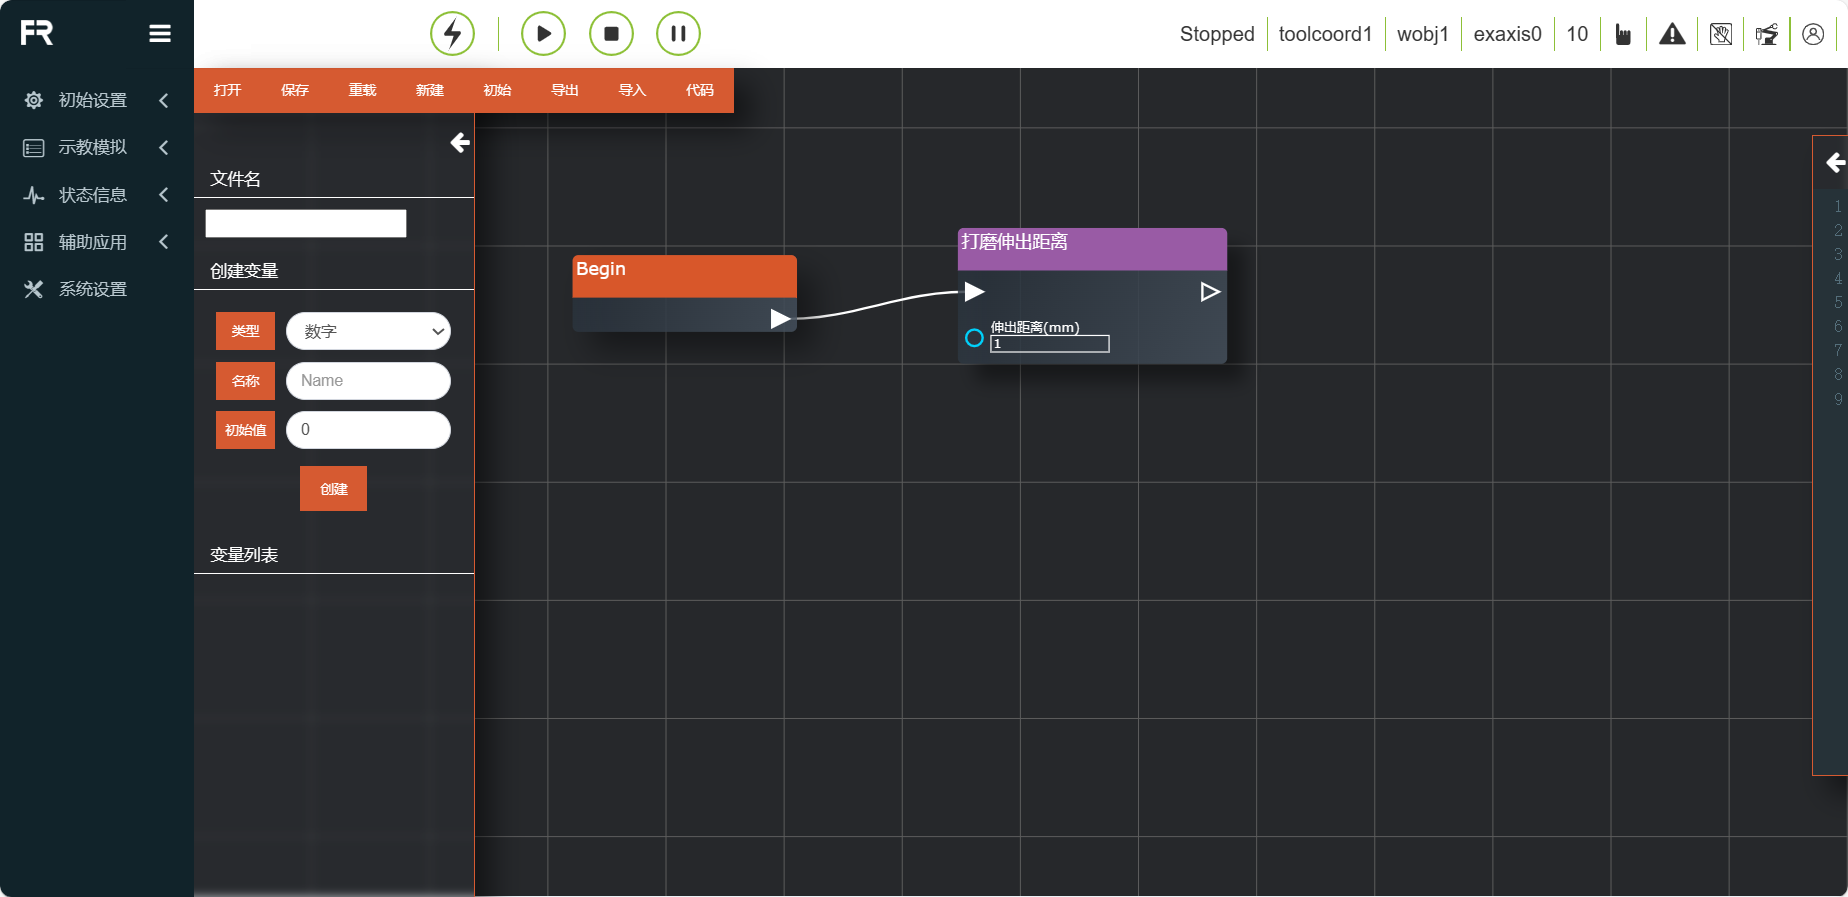 FR
Stopped
toolcoord1
wobj1
exaxis0
10
初始设置
示教模拟
状态信息
辅助应用
系统设置
打开
保存
重载
新建
初始
导出
导入
代码
文件名
创建变量
类型
数字
名称
Name
初始值
0
创建
变量列表
Begin
打磨伸出距离
伸出距离(mm)
1
1
2
3
4
5
6
7
8
9